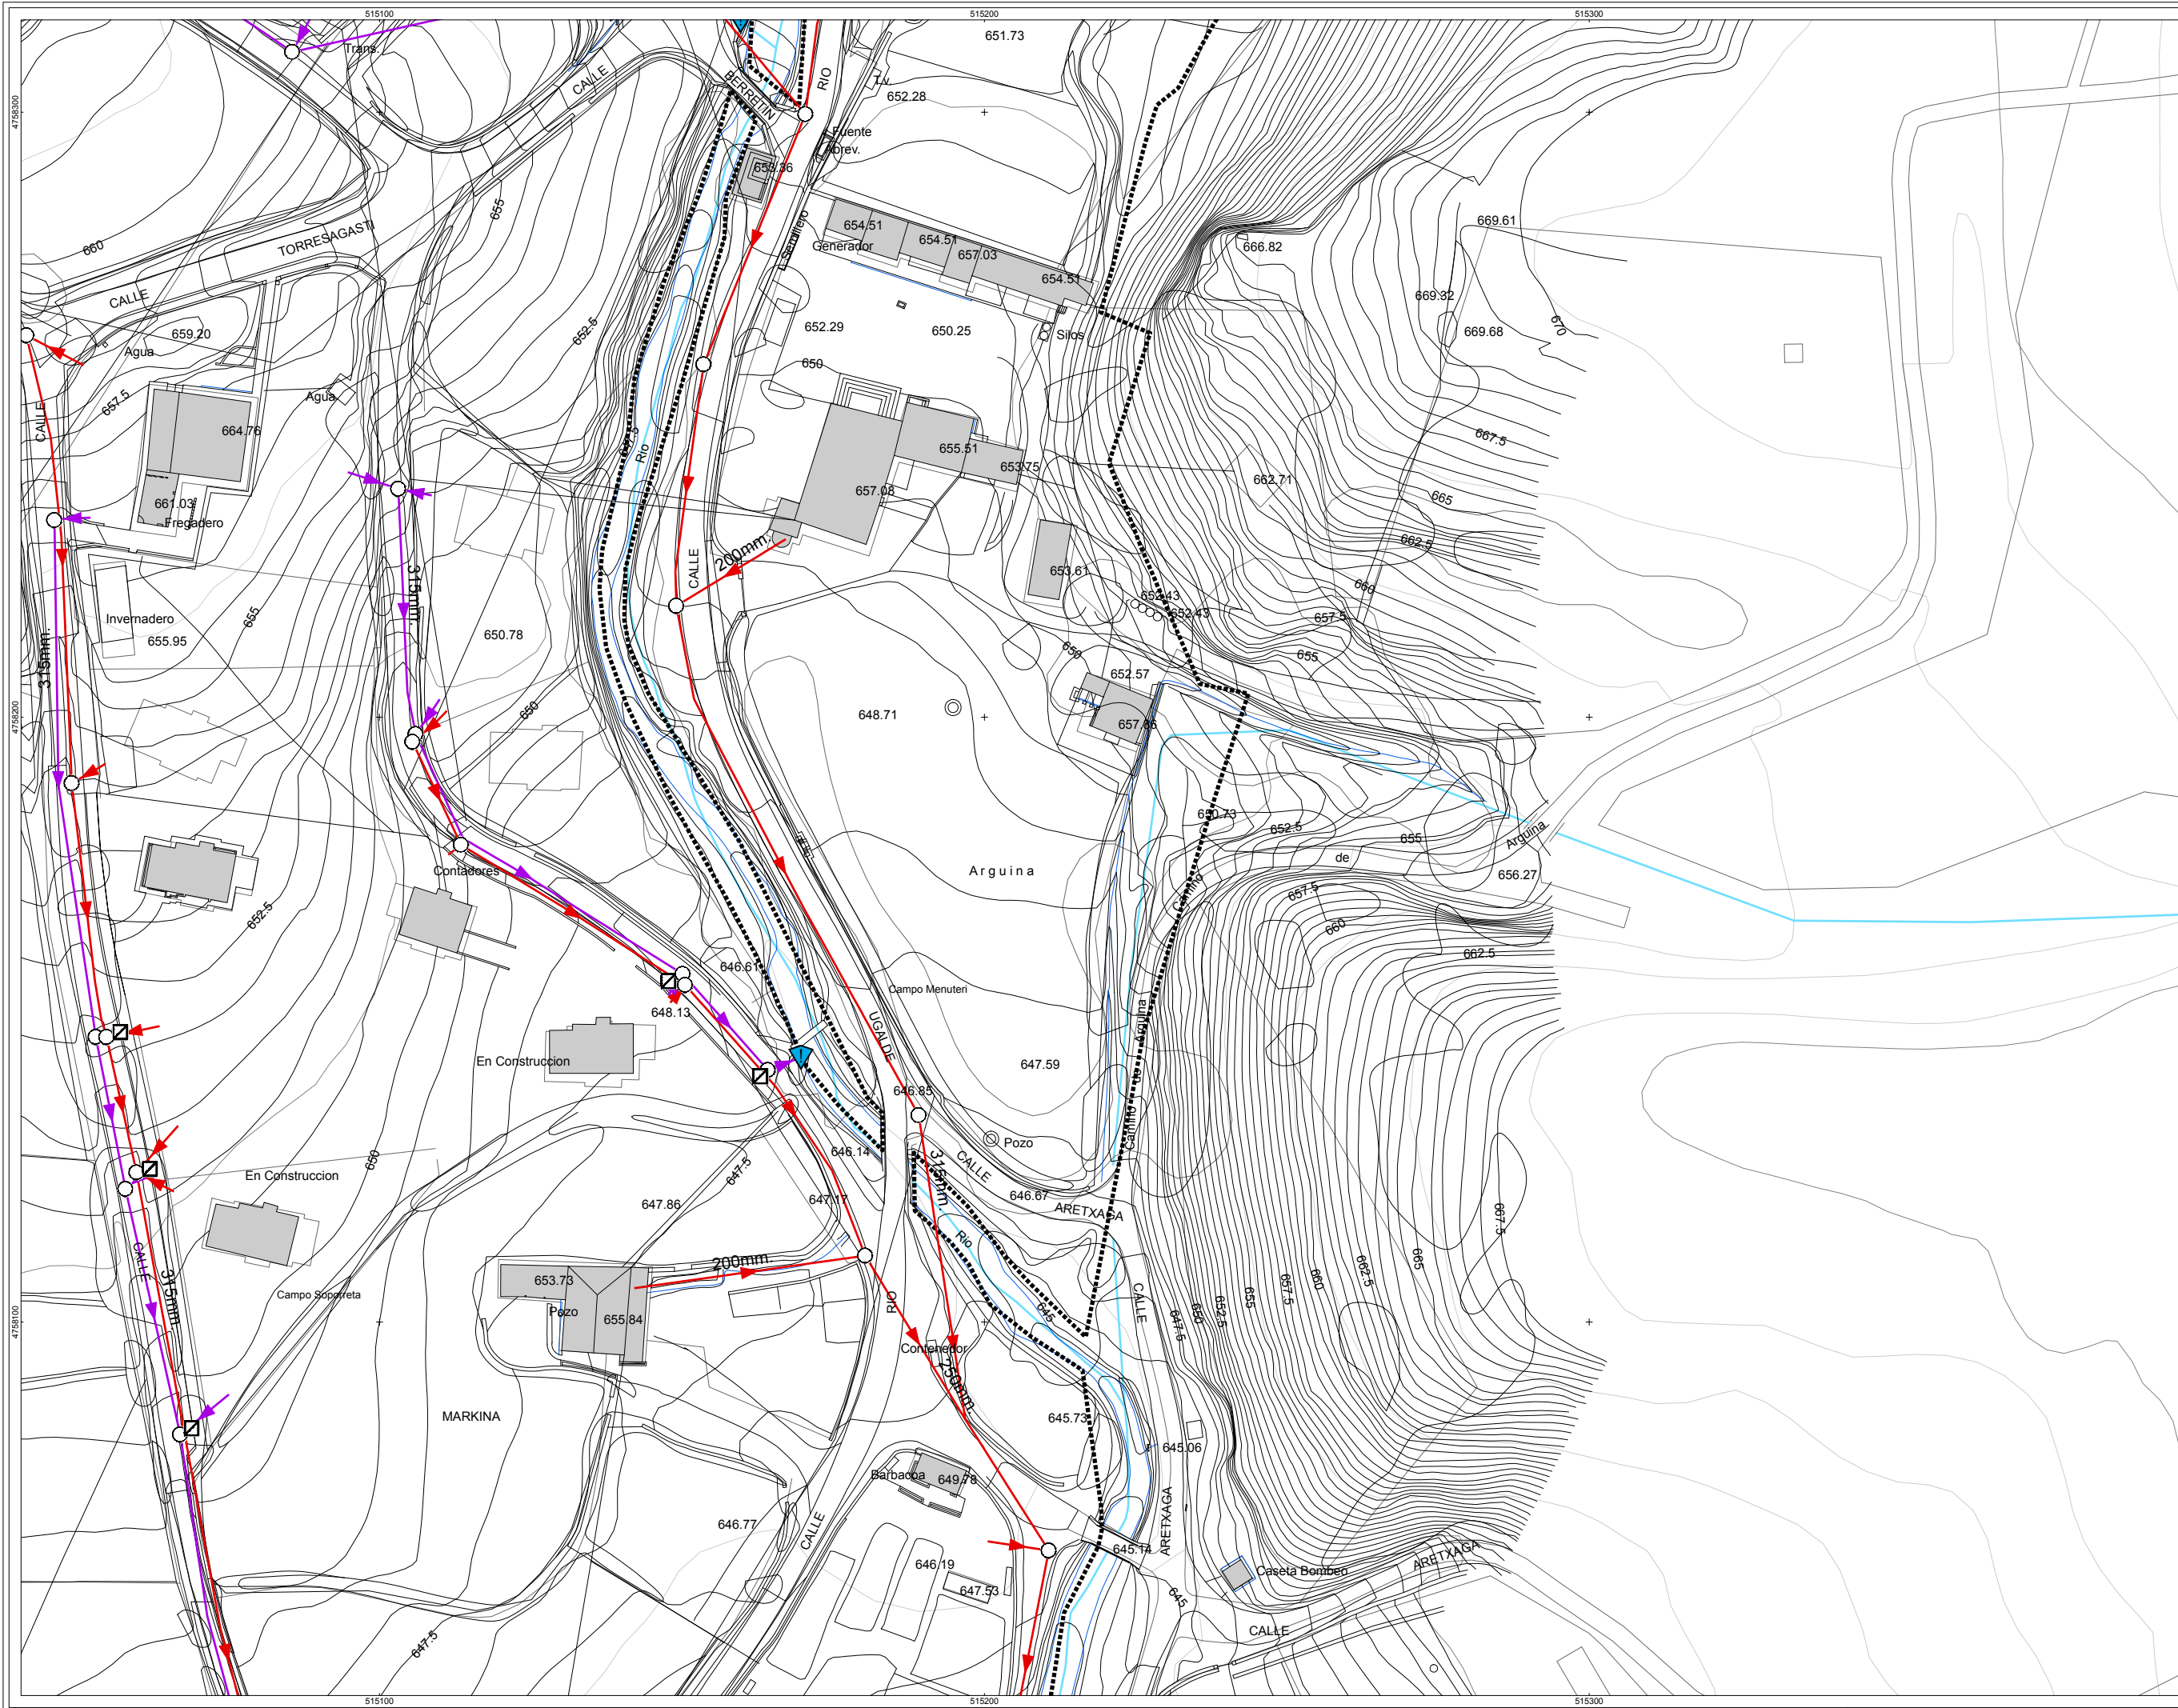 515100
515200
515300
Trans.
651.73
CALLE
BERRETIN
RIO
T.v.
652.28
4758300
Fuente
Abrev.
653.36
655
660
TORRESAGASTI
L.Semillero
654.51
Generador
654.51
657.03
654.51
666.82
669.61
CALLE
659.20
Agua
652.5
652.29
650.25
650
Silos
669.32
669.68
670
657.5
CALLE
Agua
664.76
Rio
655.51
653.75
657.08
662.71
667.5
665
661.03
Fregadero
200mm.
CALLE
662.5
315mm.
653.61
652.43
652.43
660
657.5
Invernadero
655.95
655
650.78
650
655
315mm.
652.57
650
648.71
657.86
4758200
650.73
652.5
655
Arguina
de
Camino
656.27
Contadores
Arguina
652.5
657.5
660
662.5
646.61
648.13
Campo Menuteri
UGALDE
En Construccion
647.59
Camino de Arguina
646.85
Pozo
646.14
CALLE
315mm.
650
En Construccion
647.5
647.86
647.17
646.67
ARETXAGA
667.5
Rio
CALLE
315mm.
200mm.
653.73
Pozo
655.84
Campo Soporreta
RIO
645
CALLE
647.5
650
652.5
655
657.5
660
662.5
665
4758100
Contenedor
250mm.
MARKINA
645.73
645.06
Barbacoa
649.78
646.77
CALLE
ARETXAGA
645.14
646.19
647.53
Caseta Bombeo
ARETXAGA
645
CALLE
647.5
515100
515200
515300